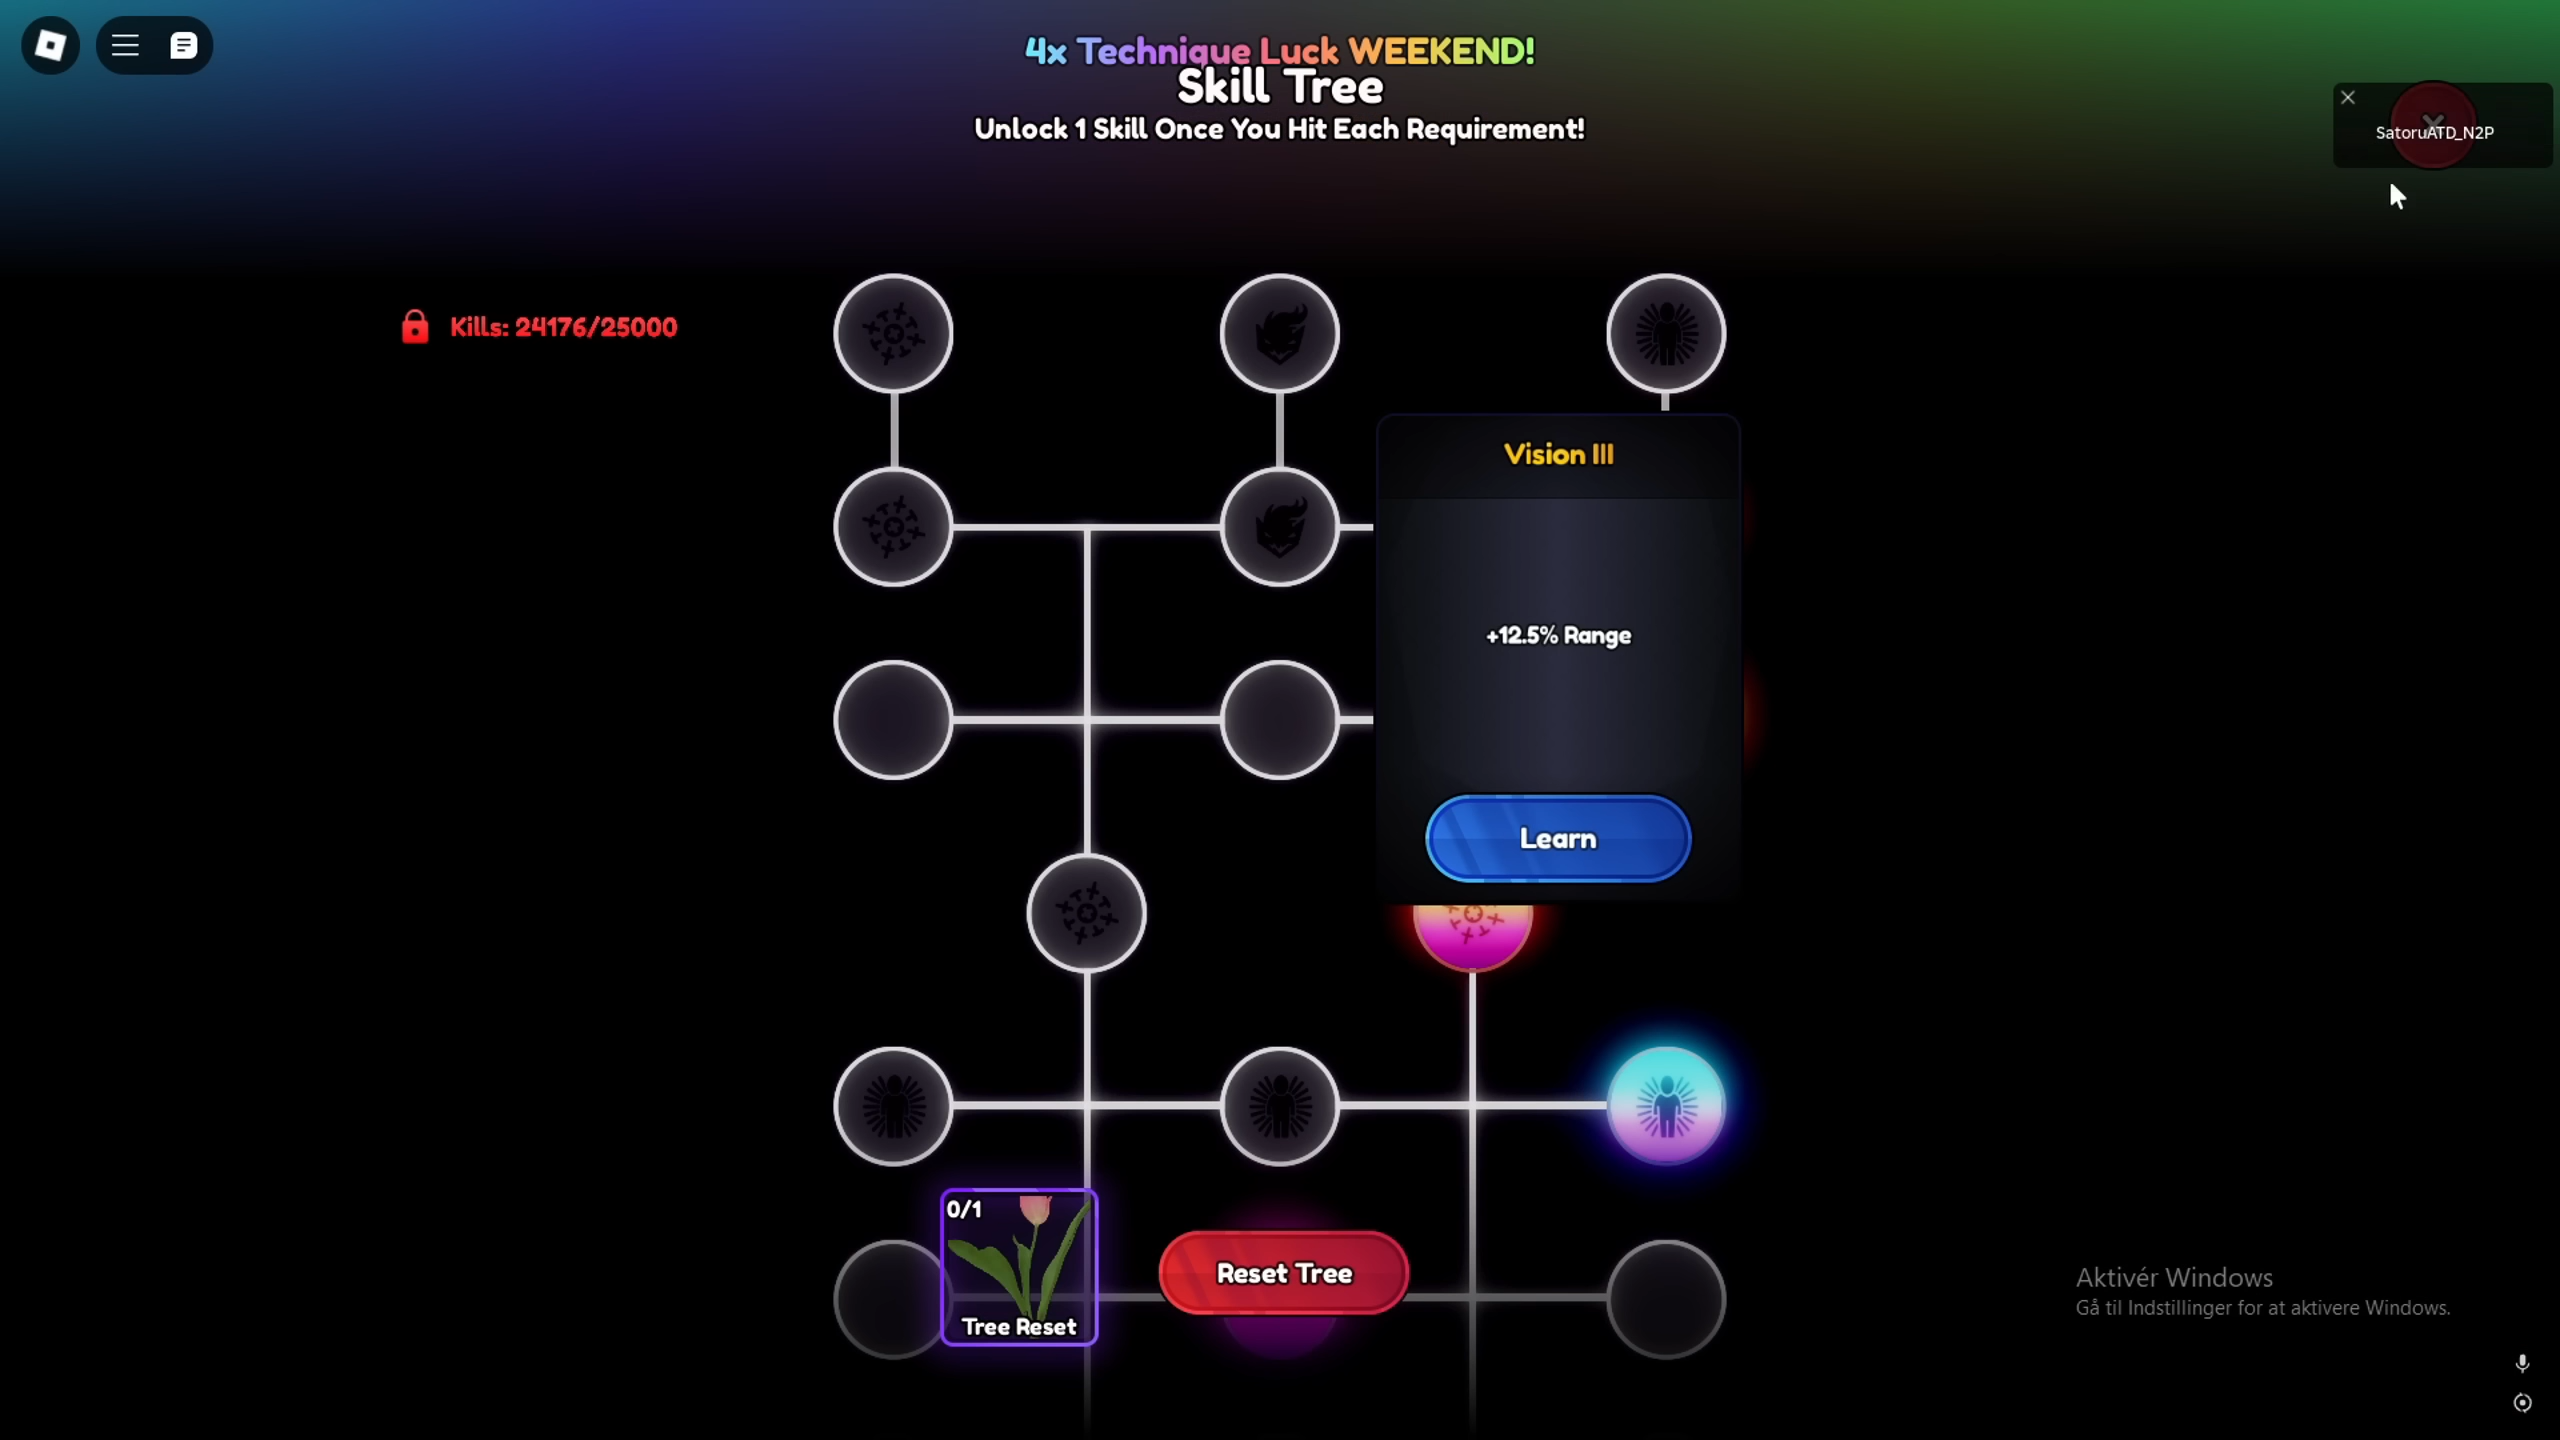 4x Technique Luck WEEKEND!
Skill Tree
Unlock 1 Skill Once You Hit Each Requirement!
SatoruATD_N2P
Kills: 24176/25000
Vision III
+12.5% Range
Learn
0/1
Tree Reset
Reset Tree
Aktivér Windows
Gå til Indstillinger for at aktivere Windows.